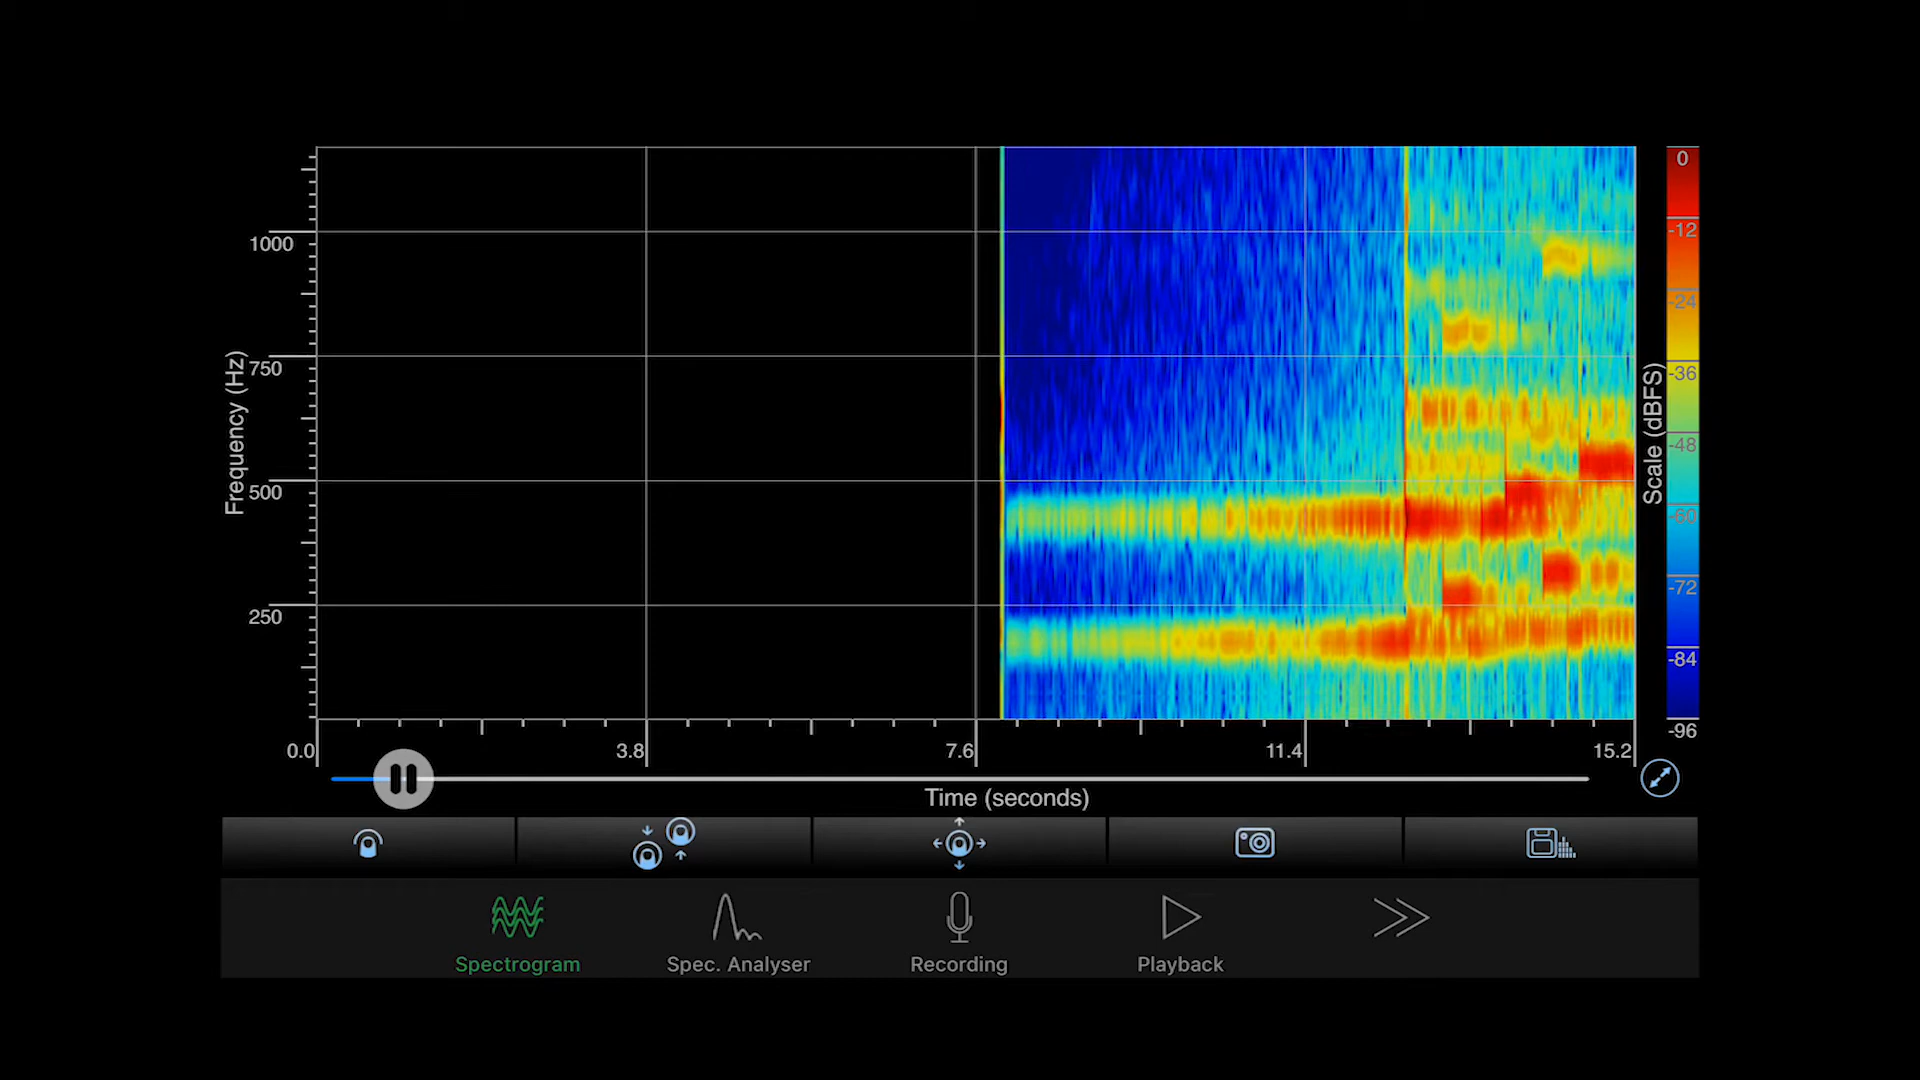 0
-12
-24
-36
-48
-60
-72
-84
-96
Scale (dBFS)
1000
750
500
250
Frequency (Hz)
0.0 3.8 7.6 11.4 15.2
Time (seconds)
Spectrogram Spec. Analyser Recording Playback